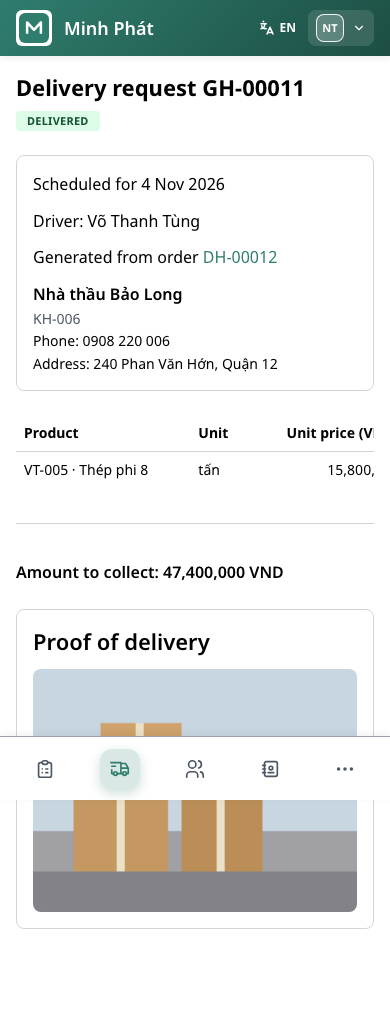 Minh Phát
EN
NT
Delivery request GH-00011
DELIVERED
Scheduled for 4 Nov 2026
Driver: Võ Thanh Tùng
Generated from order DH-00012
Nhà thầu Bảo Long
KH-006
Phone: 0908 220 006
Address: 240 Phan Văn Hớn, Quận 12
Product Unit Unit price
VT-005 · Thép phi 8 tấn 15,800,
Amount to collect: 47,400,000 VND
Proof of delivery